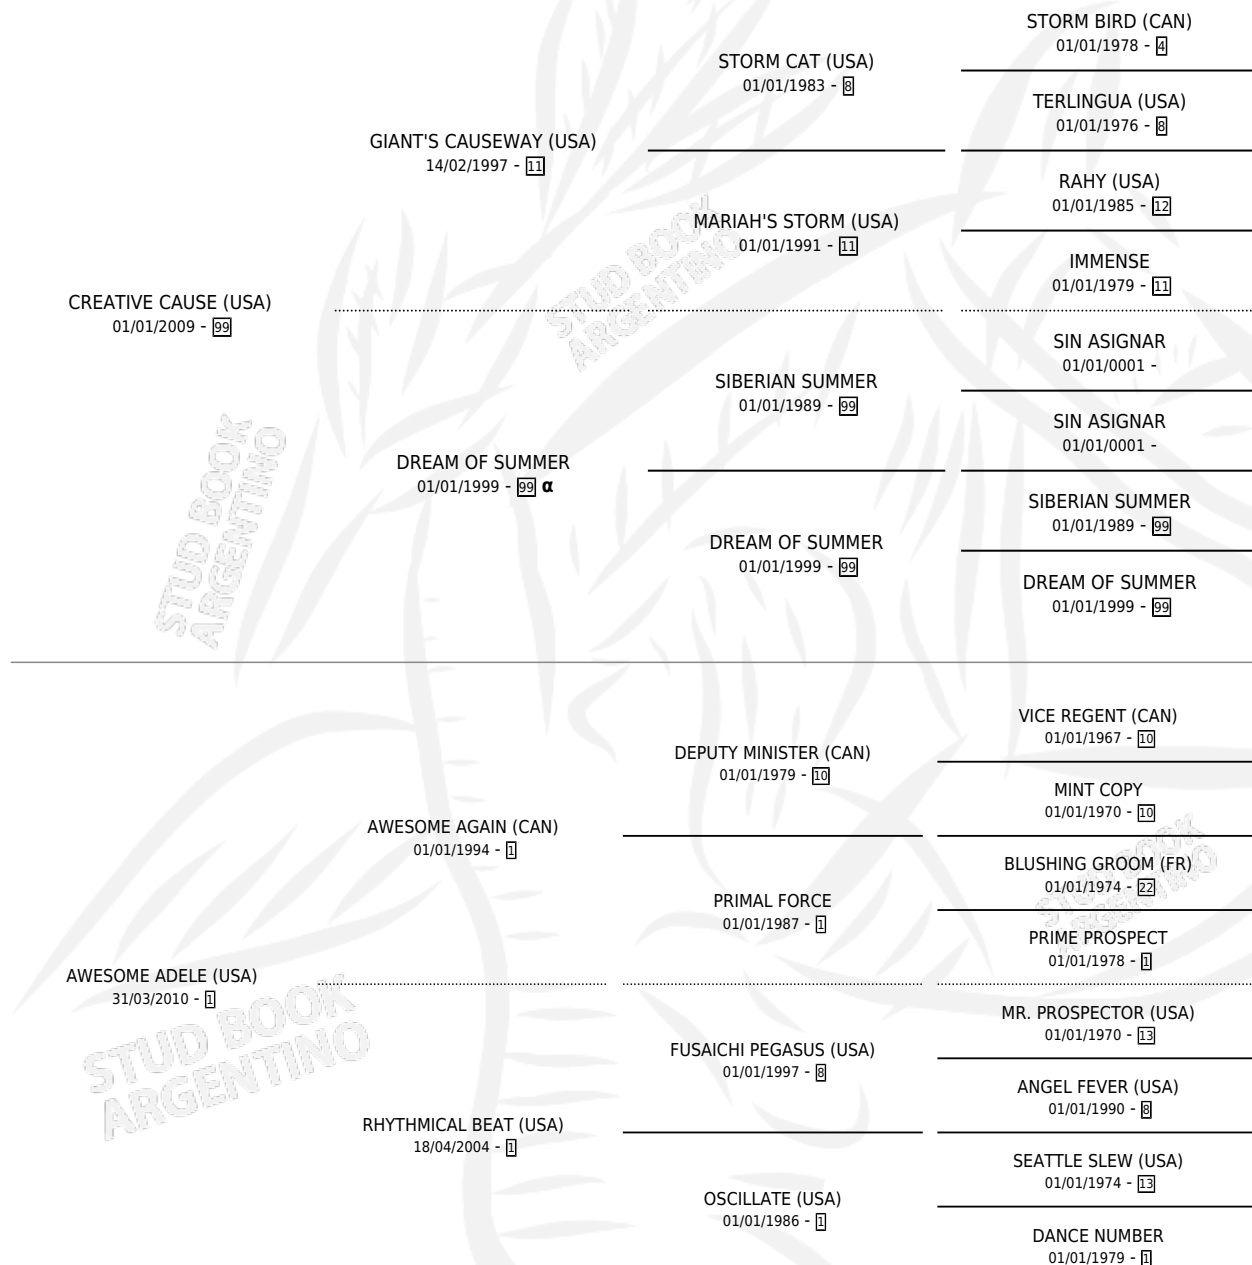 STORM BIRD (CAN)
01/01/1978 - 4
STORM CAT (USA)
01/01/1983 - 8
TERLINGUA (USA)
01/01/1976 - 8
GIANT'S CAUSEWAY (USA)
14/02/1997 - 11
RAHY (USA)
01/01/1985 - 12
MARIAH'S STORM (USA)
01/01/1991 - 11
IMMENSE
01/01/1979 - 11
CREATIVE CAUSE (USA)
01/01/2009 - 99
SIN ASIGNAR
01/01/0001 -
SIBERIAN SUMMER
01/01/1989 - 99
SIN ASIGNAR
01/01/0001 -
DREAM OF SUMMER
01/01/1999 - 99 α
SIBERIAN SUMMER
01/01/1989 - 99
DREAM OF SUMMER
01/01/1999 - 99
DREAM OF SUMMER
01/01/1999 - 99
VICE REGENT (CAN)
01/01/1967 - 10
DEPUTY MINISTER (CAN)
01/01/1979 - 10
MINT COPY
01/01/1970 - 10
AWESOME AGAIN (CAN)
01/01/1994 - 1
BLUSHING GROOM (FR)
01/01/1974 - 22
PRIMAL FORCE
01/01/1987 - 1
PRIME PROSPECT
01/01/1978 - 1
AWESOME ADELE (USA)
31/03/2010 - 1
MR. PROSPECTOR (USA)
01/01/1970 - 13
FUSAICHI PEGASUS (USA)
01/01/1997 - 8
ANGEL FEVER (USA)
01/01/1990 - 8
RHYTHMICAL BEAT (USA)
18/04/2004 - 1
SEATTLE SLEW (USA)
01/01/1974 - 13
OSCILLATE (USA)
01/01/1986 - 1
DANCE NUMBER
01/01/1979 - 1
STUD BOOK
ARGENTINO
STUD BOOK
ARGENTINO
STUD BOOK
ARGENTINO
STUD BOOK
ARGENTINO